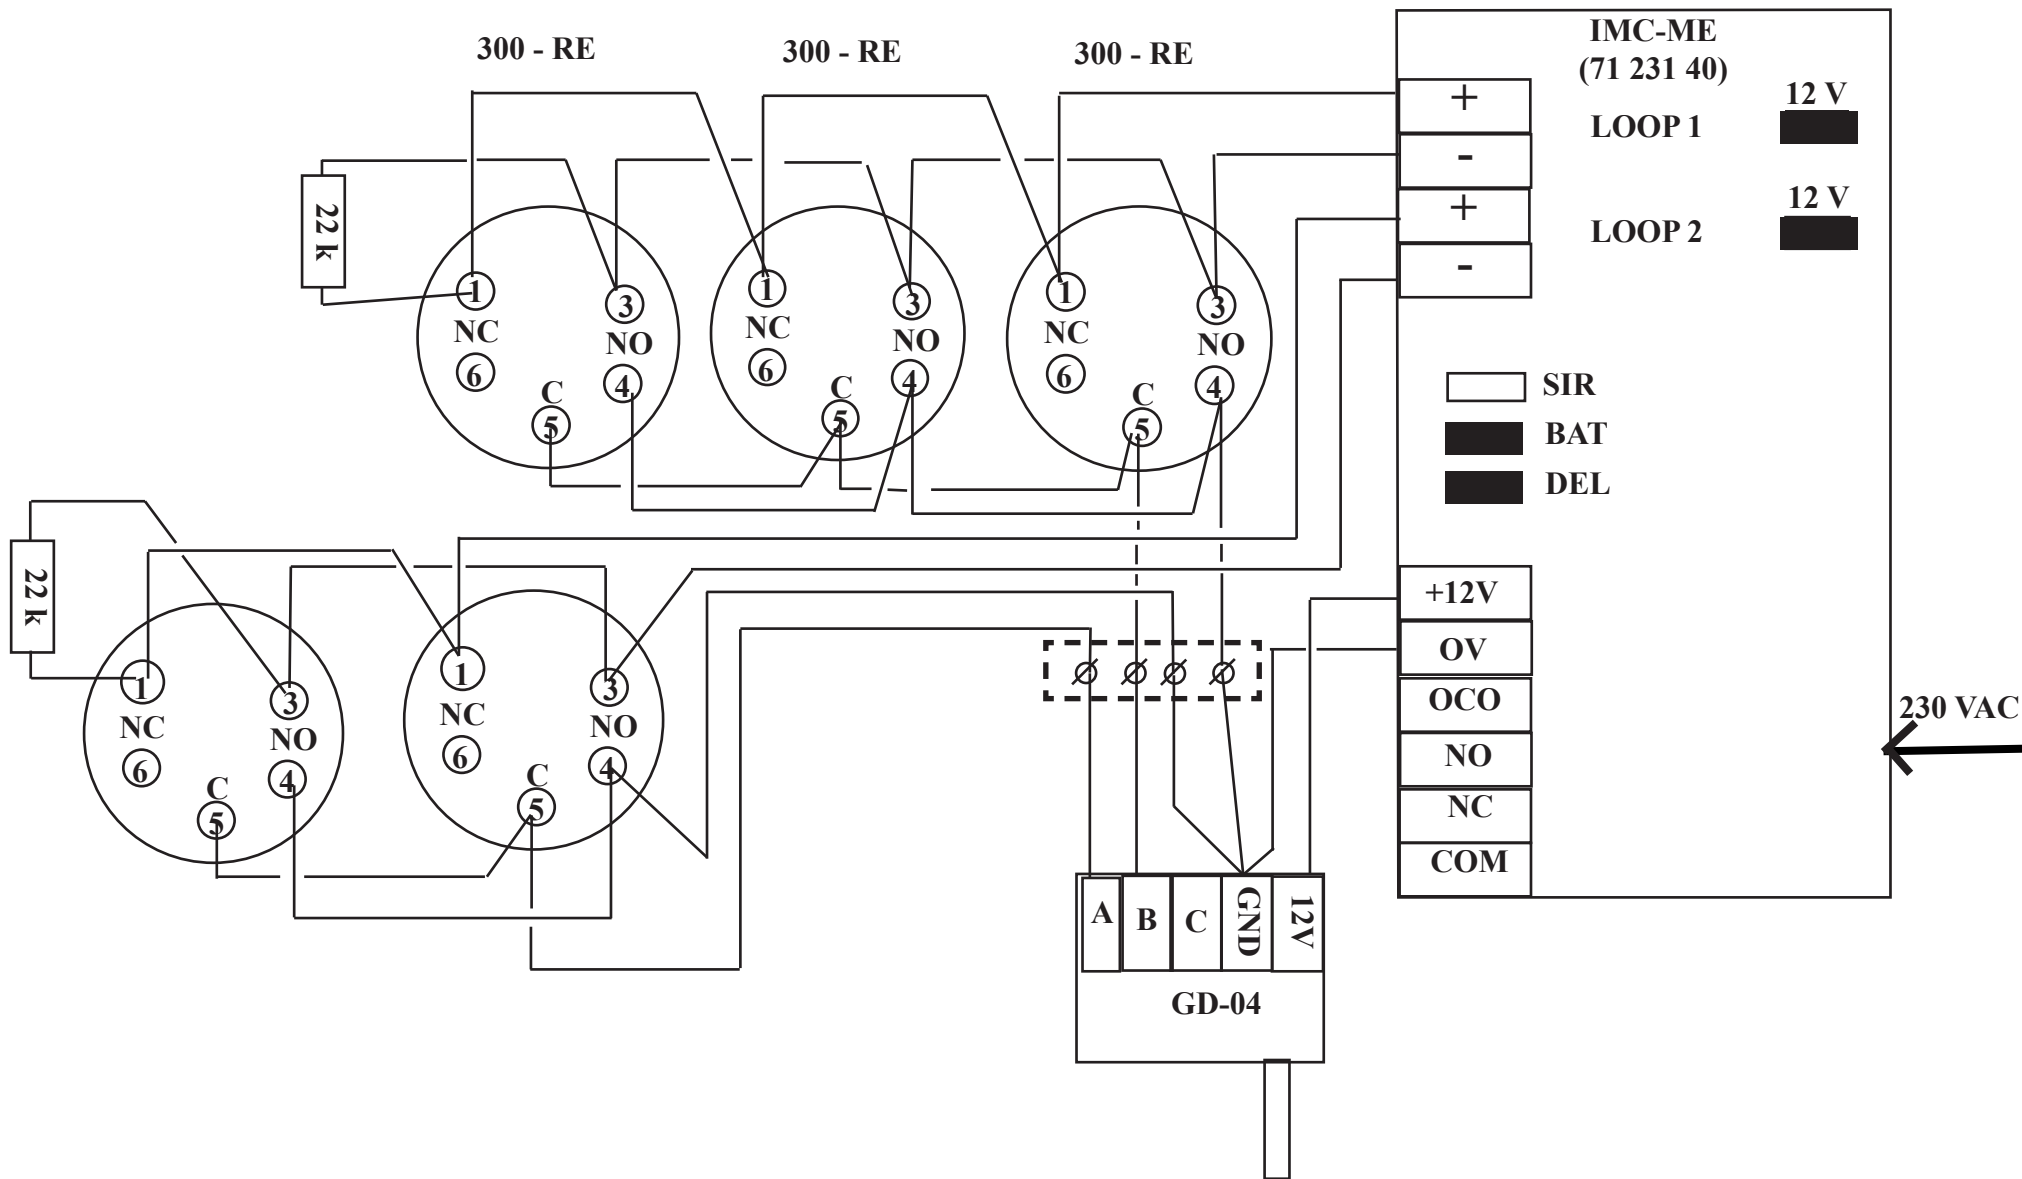 300 - RE
300 - RE
300 - RE
IMC-ME
(71 231 40)
+
LOOP 1
12 V
-
+
LOOP 2
12 V
-
22 k
1
3
NC
NO
6
4
C
5
1
3
NC
NO
6
4
C
5
1
3
NC
NO
6
4
C
5
SIR
BAT
DEL
22 k
1
3
NC
NO
6
4
C
5
1
3
NC
NO
6
4
C
5
+12V
OV
OCO
NO
NC
COM
230 VAC
A
B
C
GND
12V
GD-04